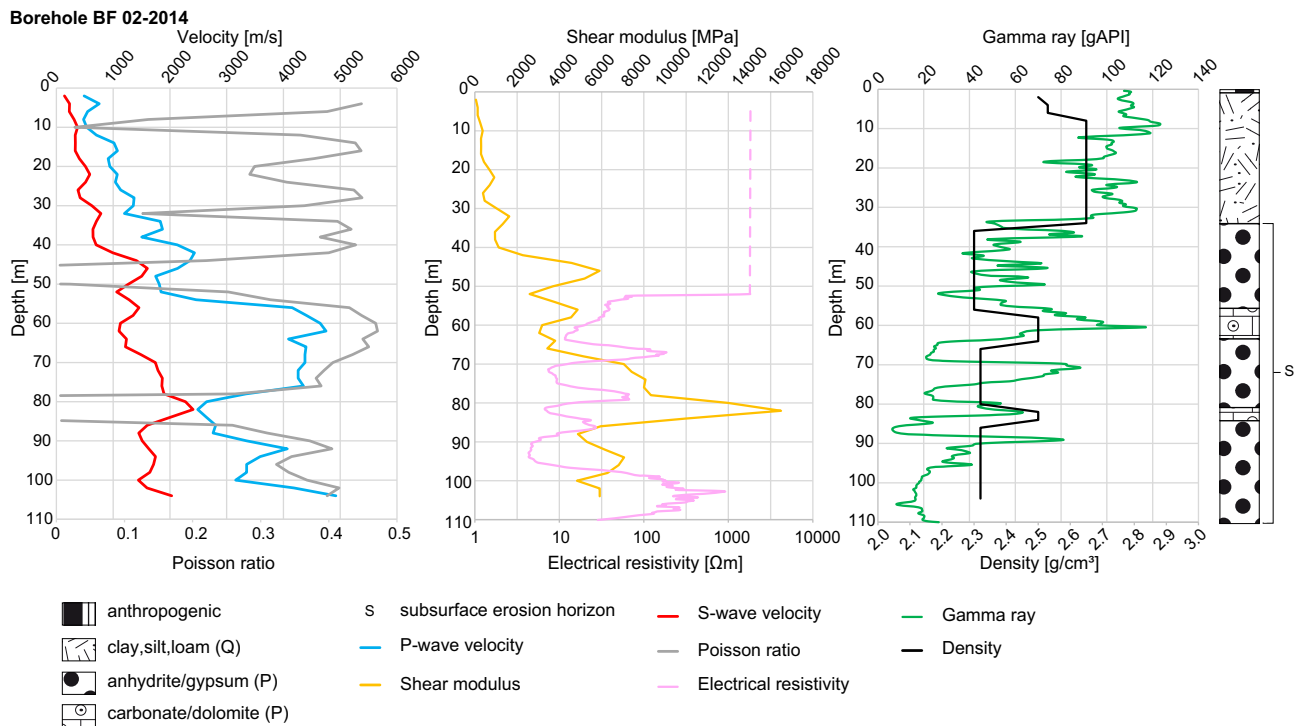 Borehole BF 02-2014
Velocity [m/s]
0 1000 2000 3000 4000 5000 6000
Depth [m]
0
10
20
30
40
50
60
70
80
90
100
110
0 0.1 0.2 0.3 0.4 0.5
Poisson ratio
Shear modulus [MPa]
0 2000 4000 6000 8000 10000 12000 14000 16000 18000
Depth [m]
0
10
20
30
40
50
60
70
80
90
100
110
1 10 100 1000 10000
Electrical resistivity [Ωm]
Gamma ray [gAPI]
0 20 40 60 80 100 120 140
Depth [m]
0
10
20
30
40
50
60
70
80
90
100
110
2.0 2.1 2.2 2.3 2.4 2.5 2.6 2.7 2.8 2.9 3.0
Density [g/cm³]
S
anthropogenic
clay,silt,loam (Q)
anhydrite/gypsum (P)
carbonate/dolomite (P)
S subsurface erosion horizon
P-wave velocity
Shear modulus
S-wave velocity
Poisson ratio
Electrical resistivity
Gamma ray
Density